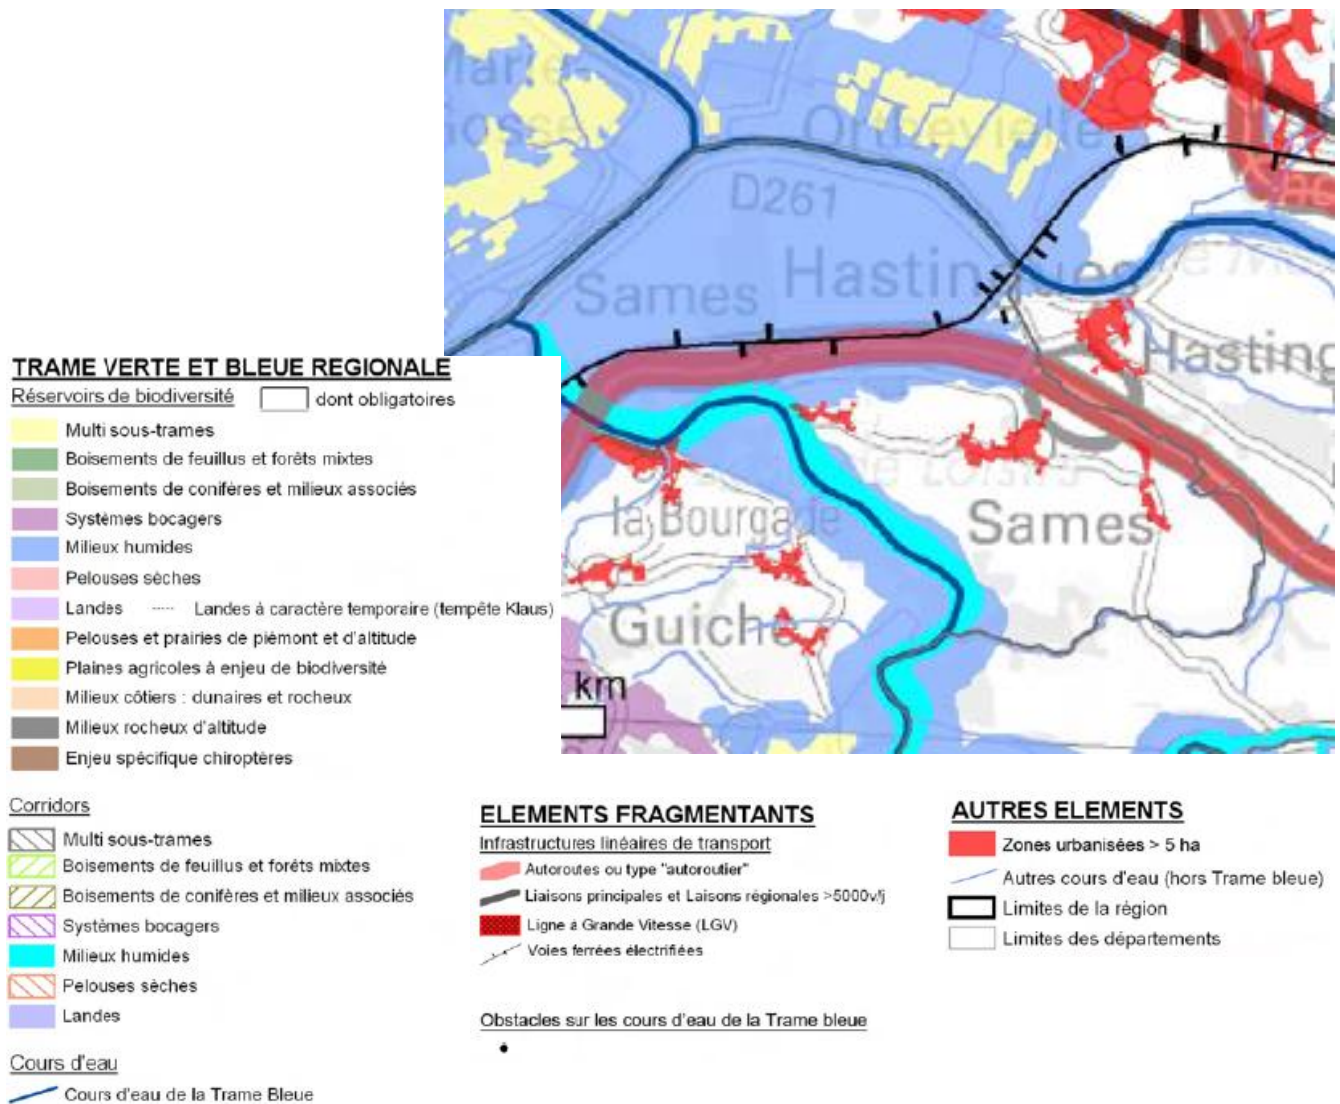 Orthevielle
D261
Hastingues
Sames
Hasting
Sames
la Bourgade
Guiche
km
TRAME VERTE ET BLEUE REGIONALE
Réservoirs de biodiversité dont obligatoires
Multi sous-trames
Boisements de feuillus et forêts mixtes
Boisements de conifères et milieux associés
Systèmes bocagers
Milieux humides
Pelouses sèches
Landes Landes à caractère temporaire (tempête Klaus)
Pelouses et prairies de piémont et d'altitude
Plaines agricoles à enjeu de biodiversité
Milieux côtiers : dunaires et rocheux
Milieux rocheux d'altitude
Enjeu spécifique chiroptères
Corridors
Multi sous-trames
Boisements de feuillus et forêts mixtes
Boisements de conifères et milieux associés
Systèmes bocagers
Milieux humides
Pelouses sèches
Landes
Cours d'eau
Cours d'eau de la Trame Bleue
ELEMENTS FRAGMENTANTS
Infrastructures linéaires de transport
Autoroutes ou type "autoroutier"
Liaisons principales et Laisons régionales >5000v/j
Ligne à Grande Vitesse (LGV)
Voies ferrées électrifiées
Obstacles sur les cours d'eau de la Trame bleue
AUTRES ELEMENTS
Zones urbanisées > 5 ha
Autres cours d'eau (hors Trame bleue)
Limites de la région
Limites des départements